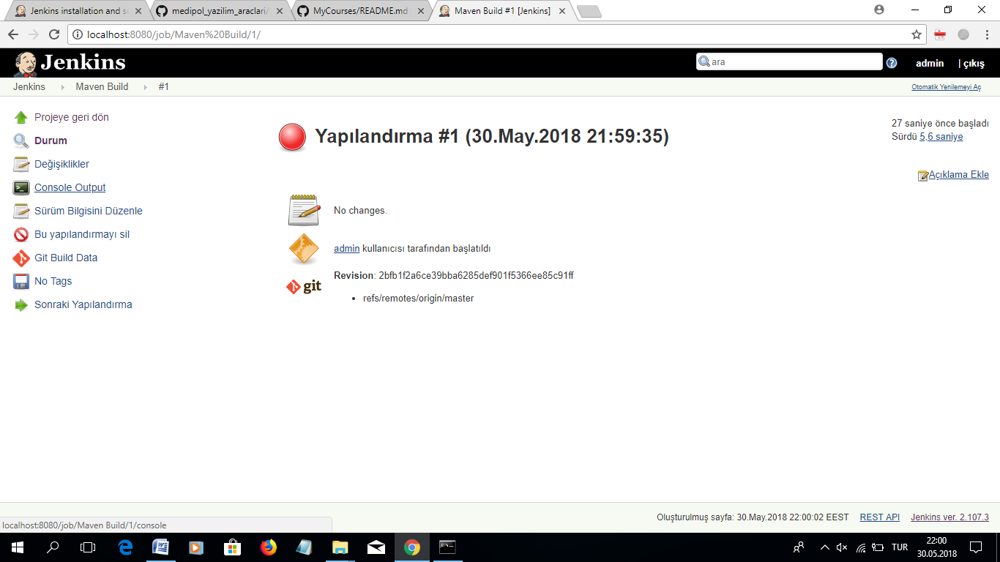 Jenkins installation and se
medipol_yazilim_araclari/
MyCourses/README.md
Maven Build #1 [Jenkins]
localhost:8080/job/Maven%20Build/1/
Jenkins
ara
admin
| çıkış
Jenkins
Maven Build
#1
Otomatik Yenilemeyi Aç
Projeye geri dön
Durum
Değişiklikler
Console Output
Sürüm Bilgisini Düzenle
Bu yapılandırmayı sil
Git Build Data
No Tags
Sonraki Yapılandırma
Yapılandırma #1 (30.May.2018 21:59:35)
27 saniye önce başladı
Sürdü 5,6 saniye
Açıklama Ekle
No changes.
admin kullanıcısı tarafından başlatıldı
git
Revision: 2bfb1f2a6ce39bba6285def901f5366ee85c91ff
refs/remotes/origin/master
Oluşturulmuş sayfa: 30.May.2018 22:00:02 EEST
REST API
Jenkins ver. 2.107.3
localhost:8080/job/Maven Build/1/console
TUR
22:00
30.05.2018